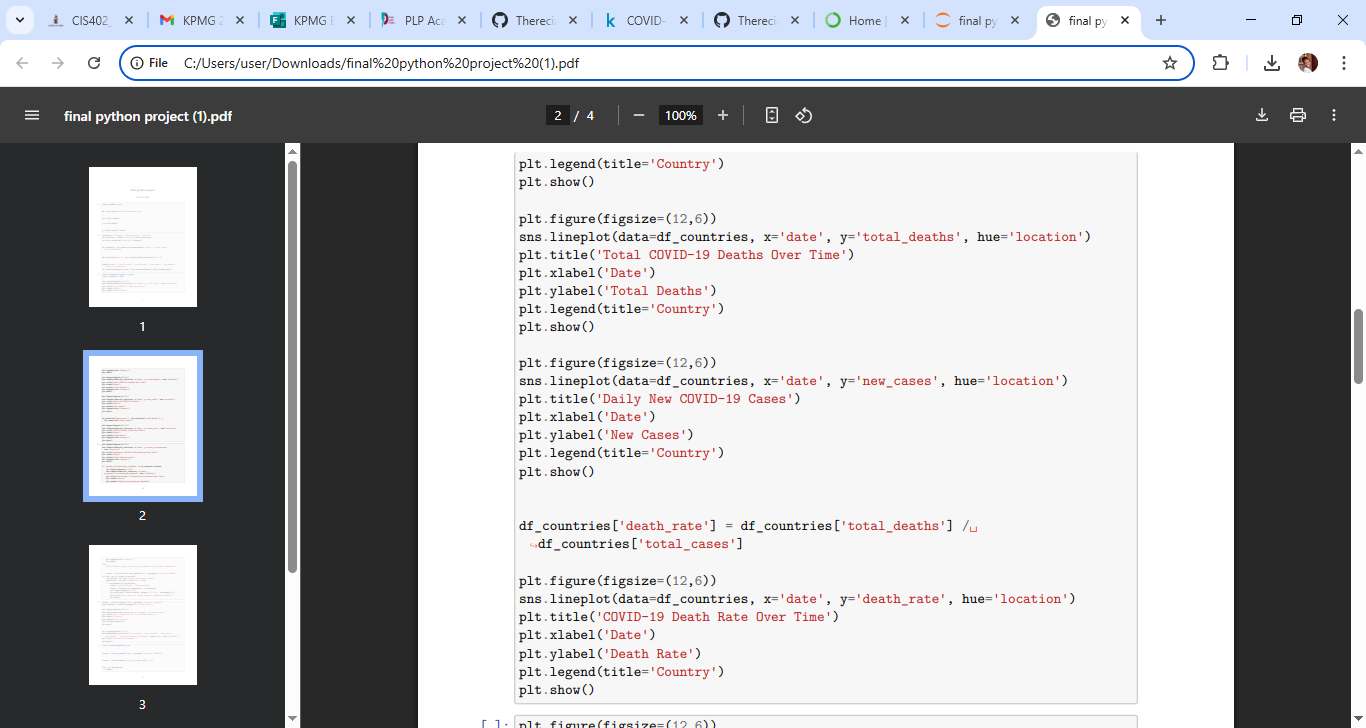 CIS402_
KPMG 2
KPMG E
PLP Aca
Thereci
COVID-
Thereci
Home |
final py
final py
File C:/Users/user/Downloads/final%20python%20project%20(1).pdf
final python project (1).pdf
2 / 4
100%
plt.legend(title='Country')
plt.show()
plt.figure(figsize=(12,6))
sns.lineplot(data=df_countries, x='date', y='total_deaths', hue='location')
plt.title('Total COVID-19 Deaths Over Time')
plt.xlabel('Date')
plt.ylabel('Total Deaths')
plt.legend(title='Country')
plt.show()
plt.figure(figsize=(12,6))
sns.lineplot(data=df_countries, x='date', y='new_cases', hue='location')
plt.title('Daily New COVID-19 Cases')
plt.xlabel('Date')
plt.ylabel('New Cases')
plt.legend(title='Country')
plt.show()
df_countries['death_rate'] = df_countries['total_deaths'] /␣
↪df_countries['total_cases']
plt.figure(figsize=(12,6))
sns.lineplot(data=df_countries, x='date', y='death_rate', hue='location')
plt.title('COVID-19 Death Rate Over Time')
plt.xlabel('Date')
plt.ylabel('Death Rate')
plt.legend(title='Country')
plt.show()
[ ]: plt.figure(figsize=(12,6))
1
2
3